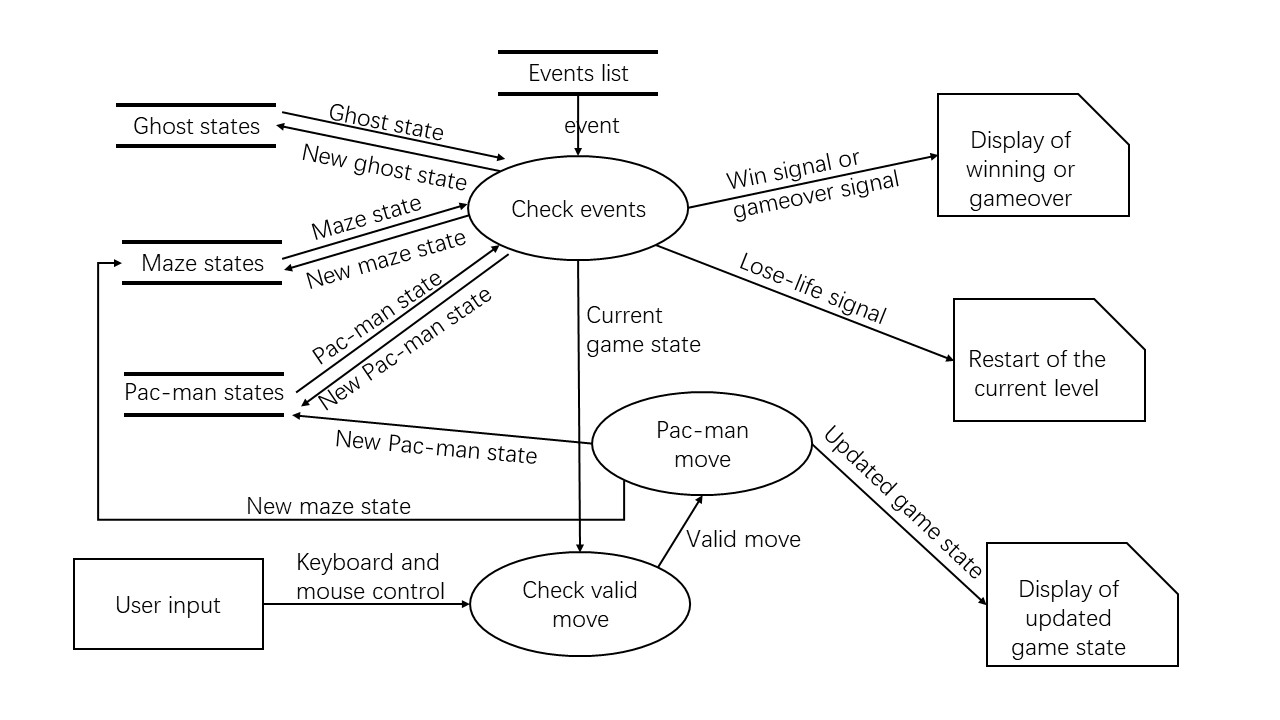 Events list
event
Ghost states
Ghost state
New ghost state
Check events
Win signal or
gameover signal
Display of
winning or
gameover
Maze states
Maze state
New maze state
Lose-life signal
Restart of the
current level
Pac-man states
Pac-man state
New Pac-man state
Current
game state
New Pac-man state
Pac-man
move
Updated game state
New maze state
Valid move
User input
Keyboard and
mouse control
Check valid
move
Display of
updated
game state